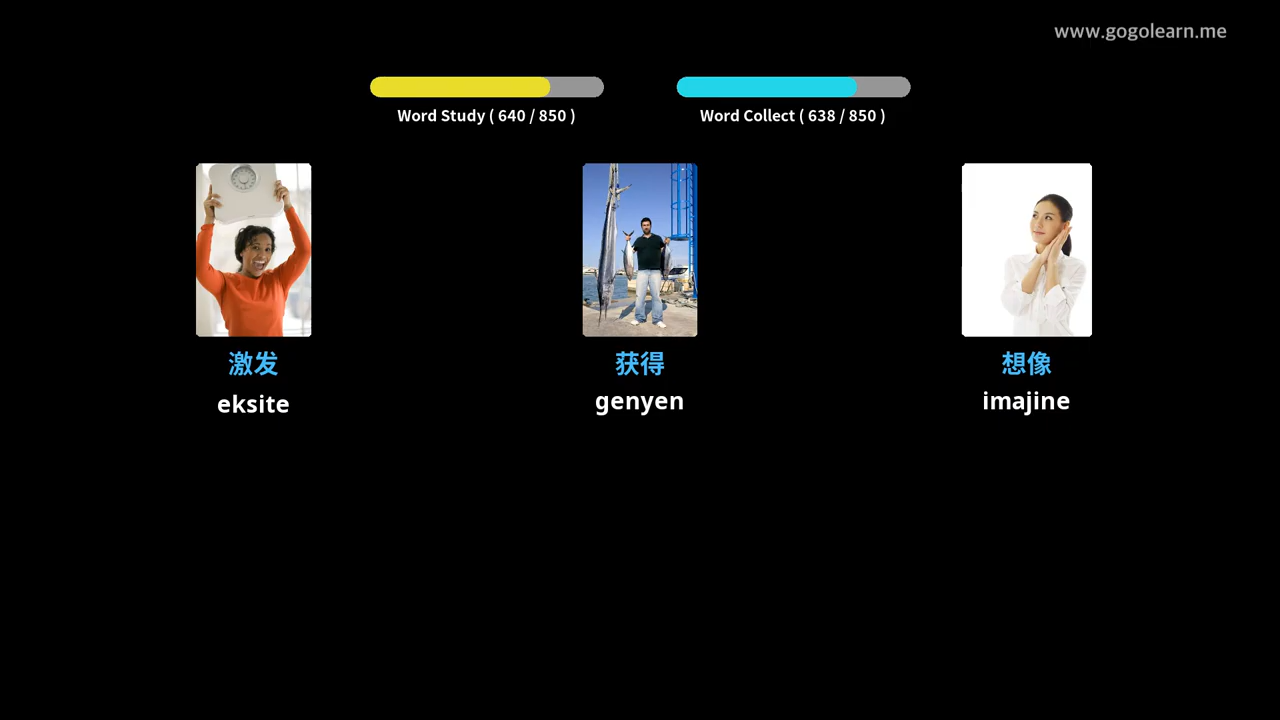 www.gogolearn.me
Word Study ( 640 / 850 )
Word Collect ( 638 / 850 )
激发
获得
想像
eksite
genyen
imajine